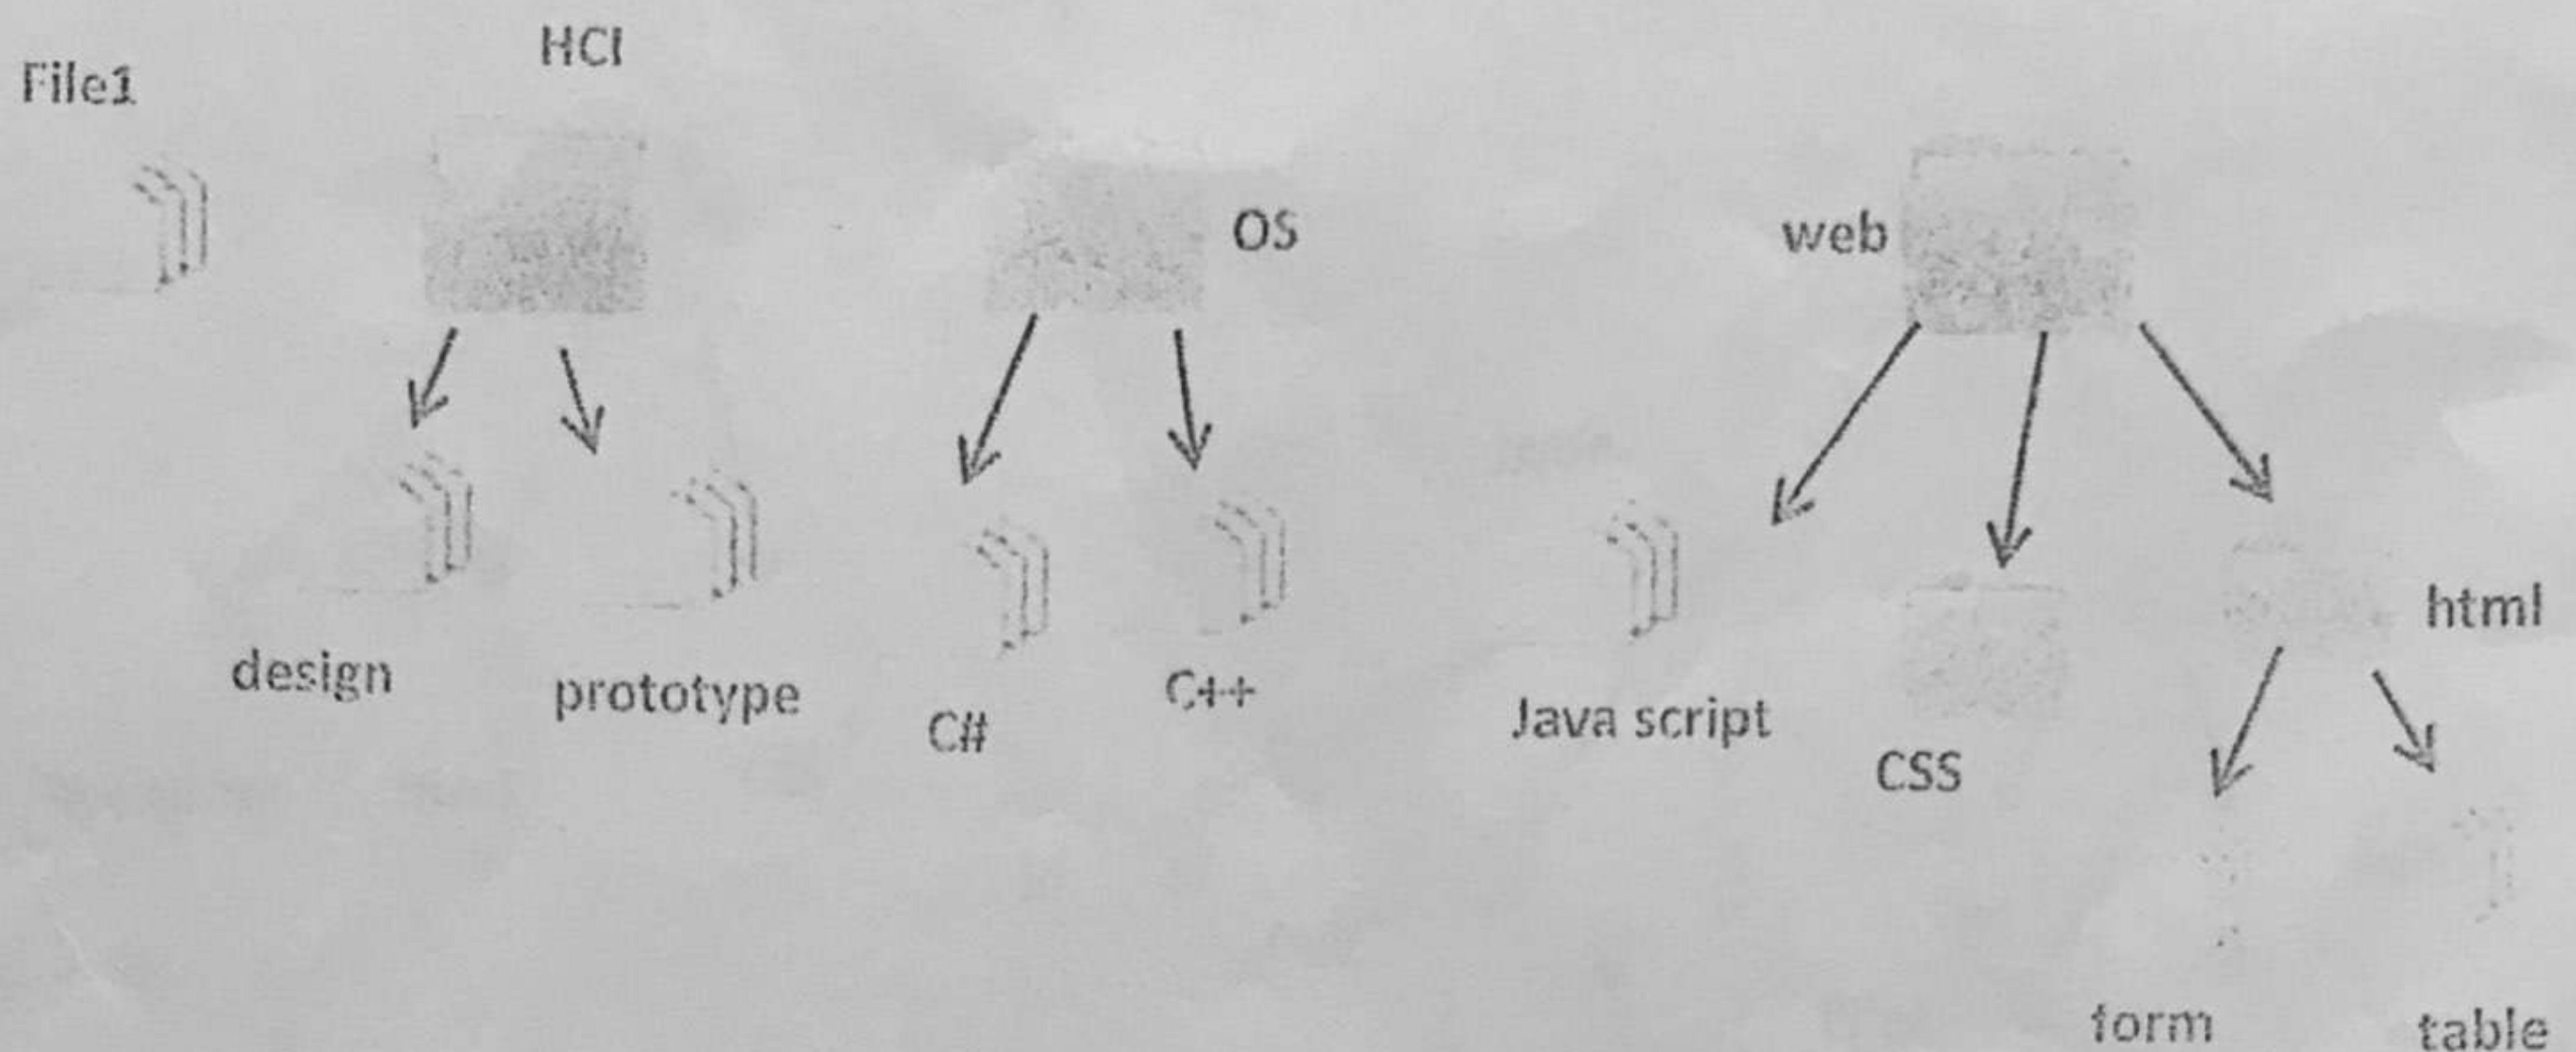 File1
HCI
OS
web
design
prototype
C#
C++
Java script
CSS
html
form
table